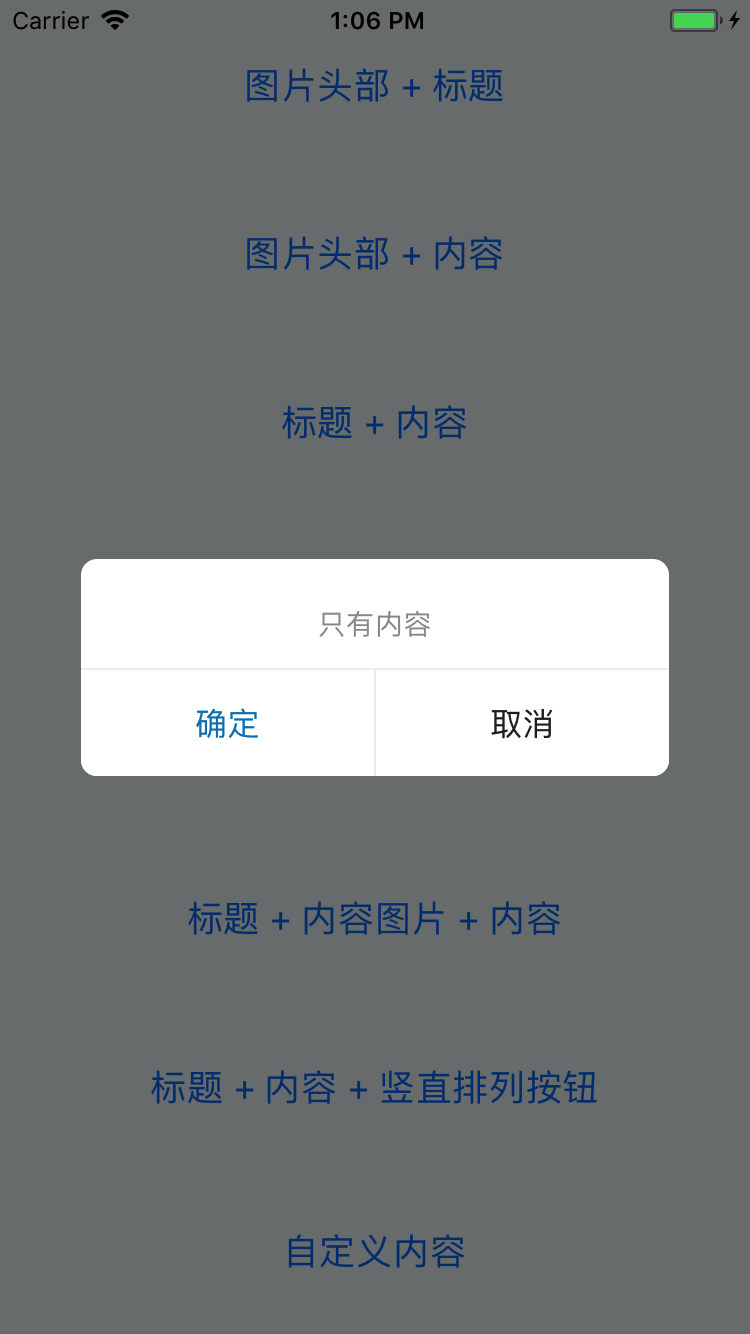 Carrier 1:06 PM
图片头部 + 标题
图片头部 + 内容
标题 + 内容
只有内容
确定 取消
标题 + 内容图片 + 内容
标题 + 内容 + 竖直排列按钮
自定义内容